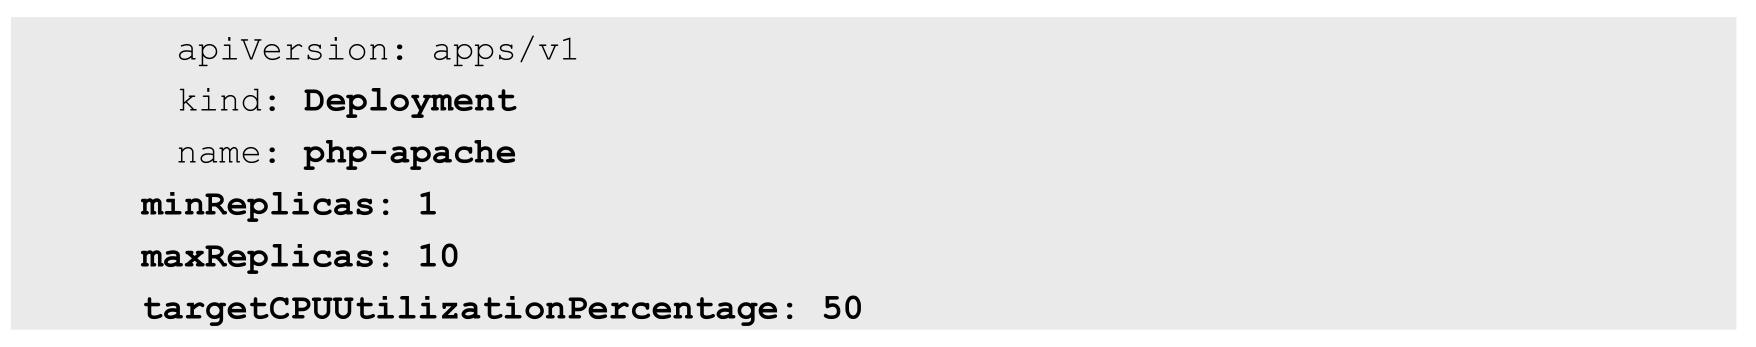 apiVersion: apps/v1
kind: Deployment
name: php-apache
minReplicas: 1
maxReplicas: 10
targetCPUUtilizationPercentage: 50